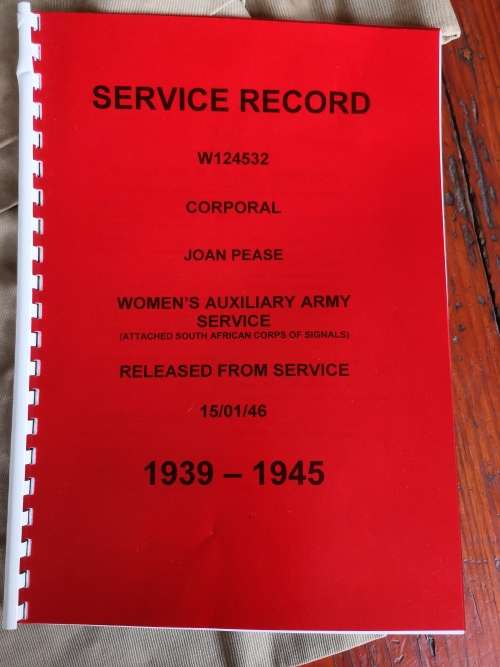 SERVICE RECORD
W124532
CORPORAL
JOAN PEASE
WOMEN'S AUXILIARY ARMY
SERVICE
(ATTACHED SOUTH AFRICAN CORPS OF SIGNALS)
RELEASED FROM SERVICE
15/01/46
1939 – 1945